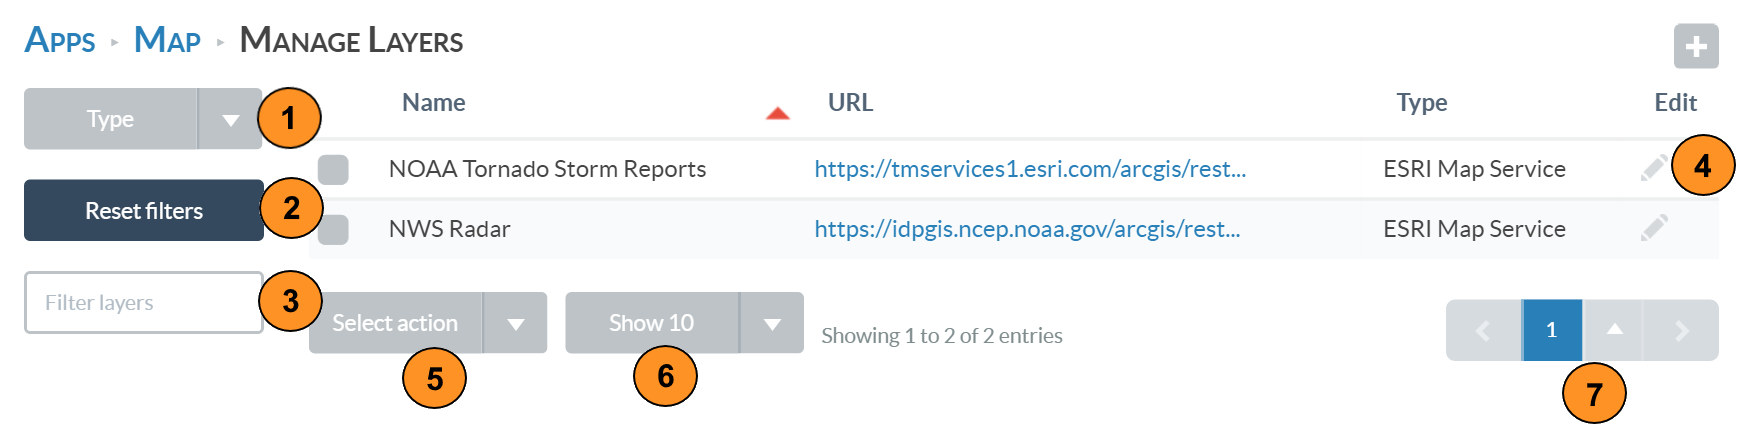 Apps ▸ Map ▸ Manage Layers
Type 1
Name URL Type Edit
NOAA Tornado Storm Reports https://tmservices1.esri.com/arcgis/rest... ESRI Map Service 4
Reset filters 2
NWS Radar https://idpgis.ncep.noaa.gov/arcgis/rest... ESRI Map Service
Filter layers 3
Select action Show 10 Showing 1 to 2 of 2 entries 1
5 6 7